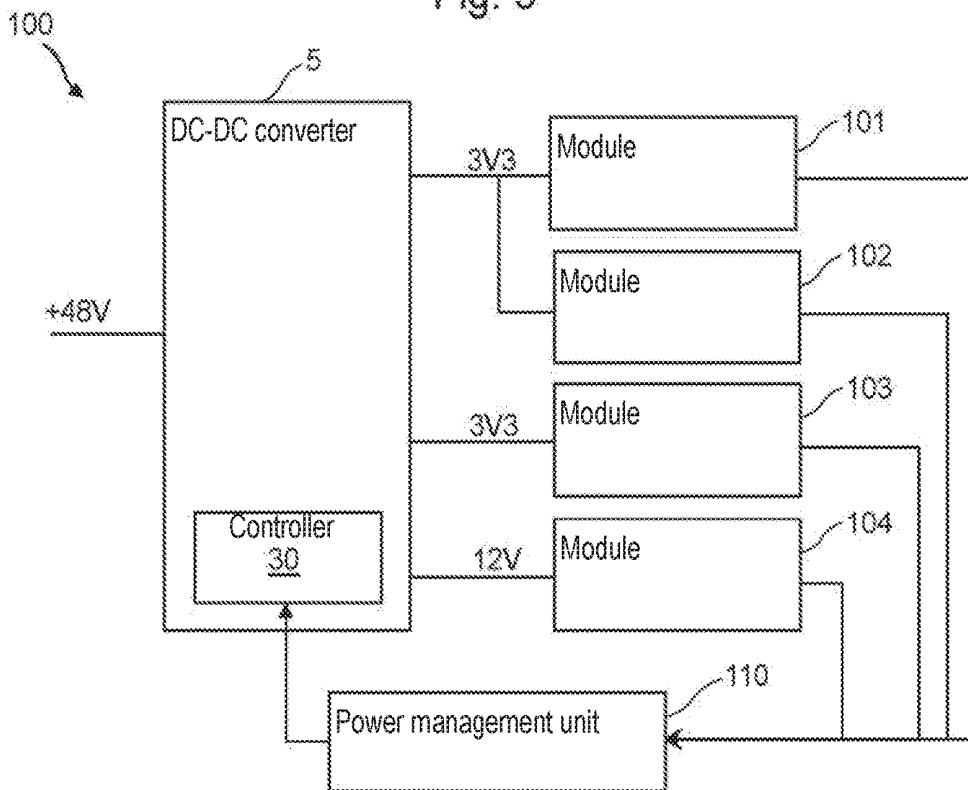 100
5
DC-DC converter
3V3
Module
101
Module
102
+48V
3V3
Module
103
Controller
30
12V
Module
104
Power management unit
110